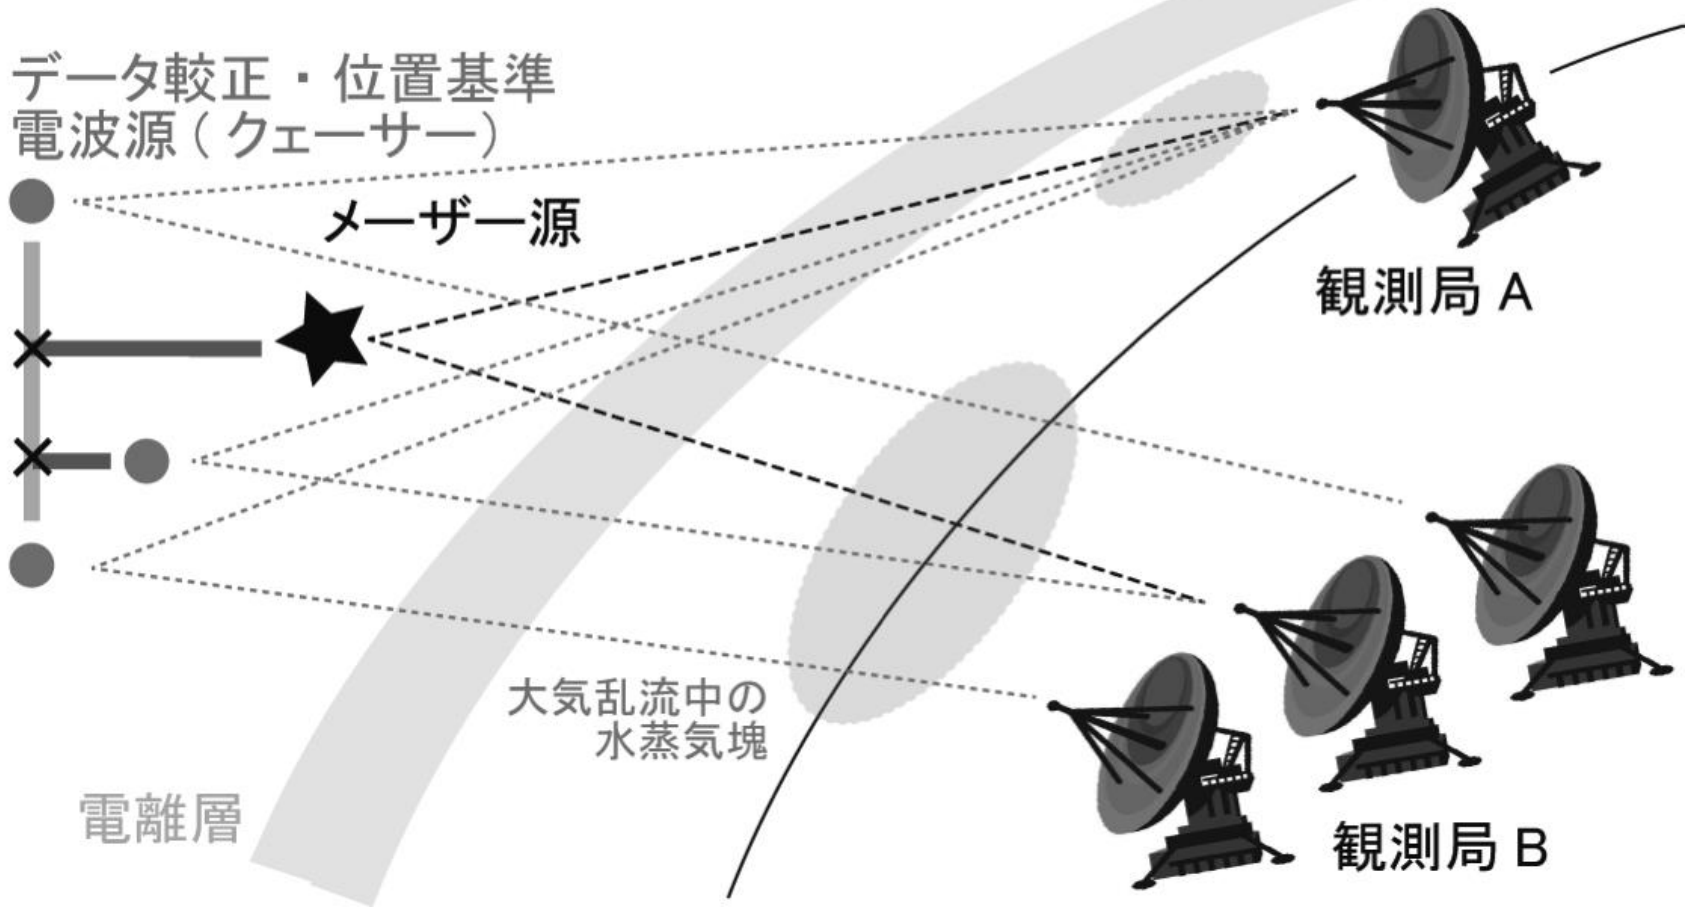 データ較正・位置基準
電波源(クェーサー)
メーザー源
観測局 A
大気乱流中の
水蒸気塊
電離層
観測局 B